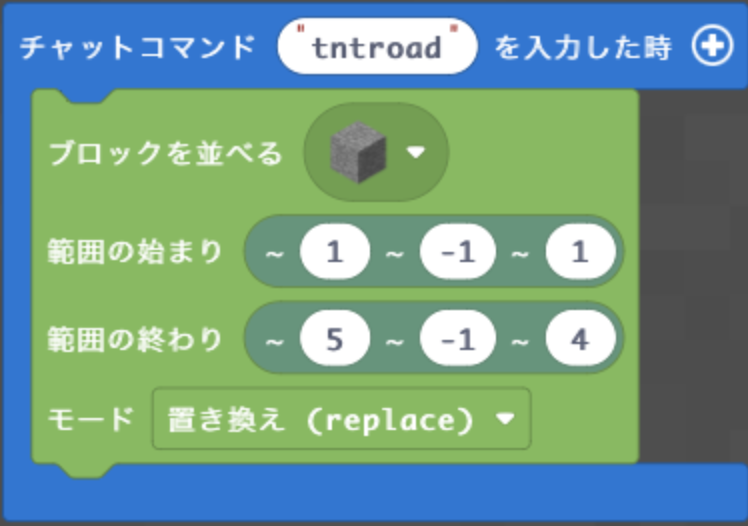 チャットコマンド "tntroad" を入力した時
ブロックを並べる
範囲の始まり ~ 1 ~ -1 ~ 1
範囲の終わり ~ 5 ~ -1 ~ 4
モード 置き換え (replace)